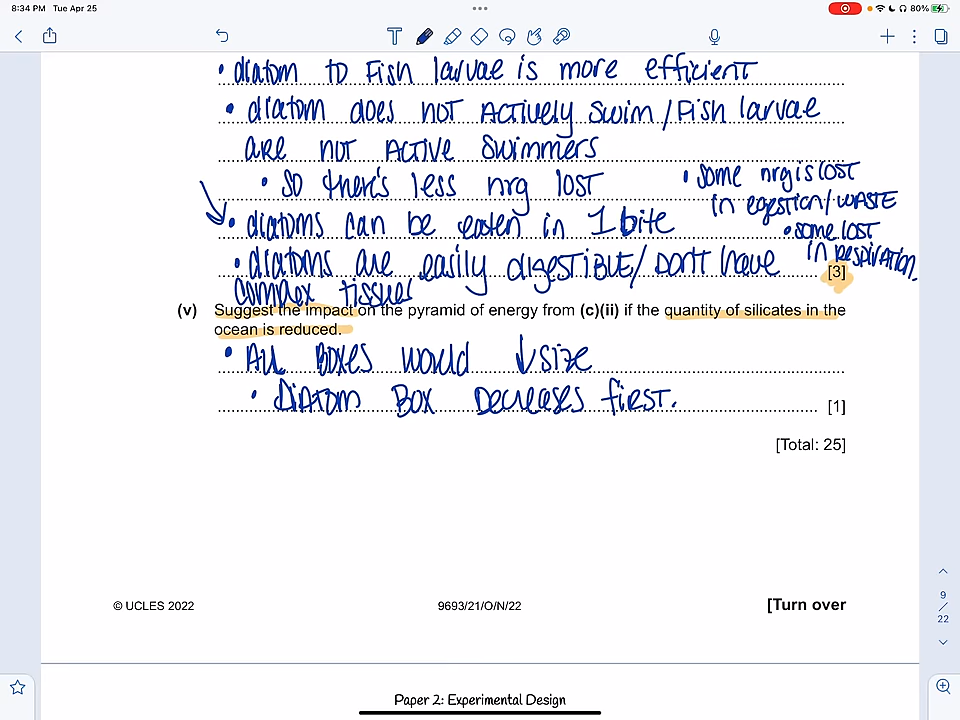 8:34 PM Tue Apr 25
80%
• diatom to Fish larvae is more efficient
• diatom does not Actively swim / Fish larvae
are not Active swimmers
• so there's less nrg lost
• some nrg is lost
in egestion/waste
• diatoms can be eaten in 1 bite
• some lost
in respiration.
• diatoms are easily digestible/Don't have
complex tissues
[3]
(v) Suggest the impact on the pyramid of energy from (c)(ii) if the quantity of silicates in the
ocean is reduced.
• All Boxes would ↓ size
• Diatom Box Decreases first.
[1]
[Total: 25]
© UCLES 2022
9693/21/O/N/22
[Turn over
9
/
22
Paper 2: Experimental Design